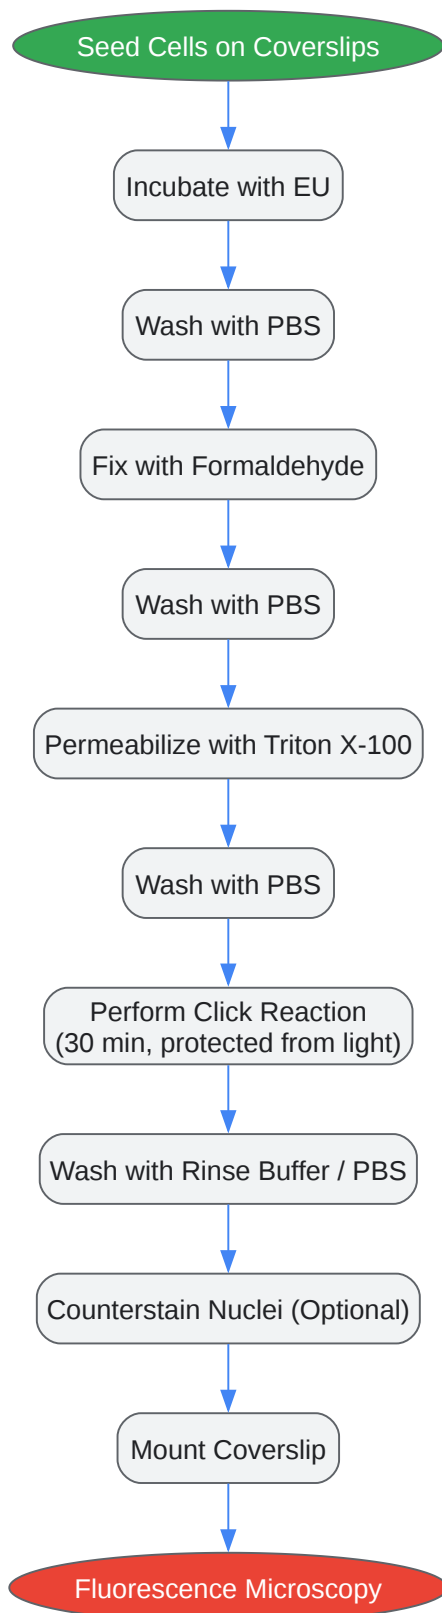 Seed Cells on Coverslips
Incubate with EU
Wash with PBS
Fix with Formaldehyde
Wash with PBS
Permeabilize with Triton X-100
Wash with PBS
Perform Click Reaction
(30 min, protected from light)
Wash with Rinse Buffer / PBS
Counterstain Nuclei (Optional)
Mount Coverslip
Fluorescence Microscopy